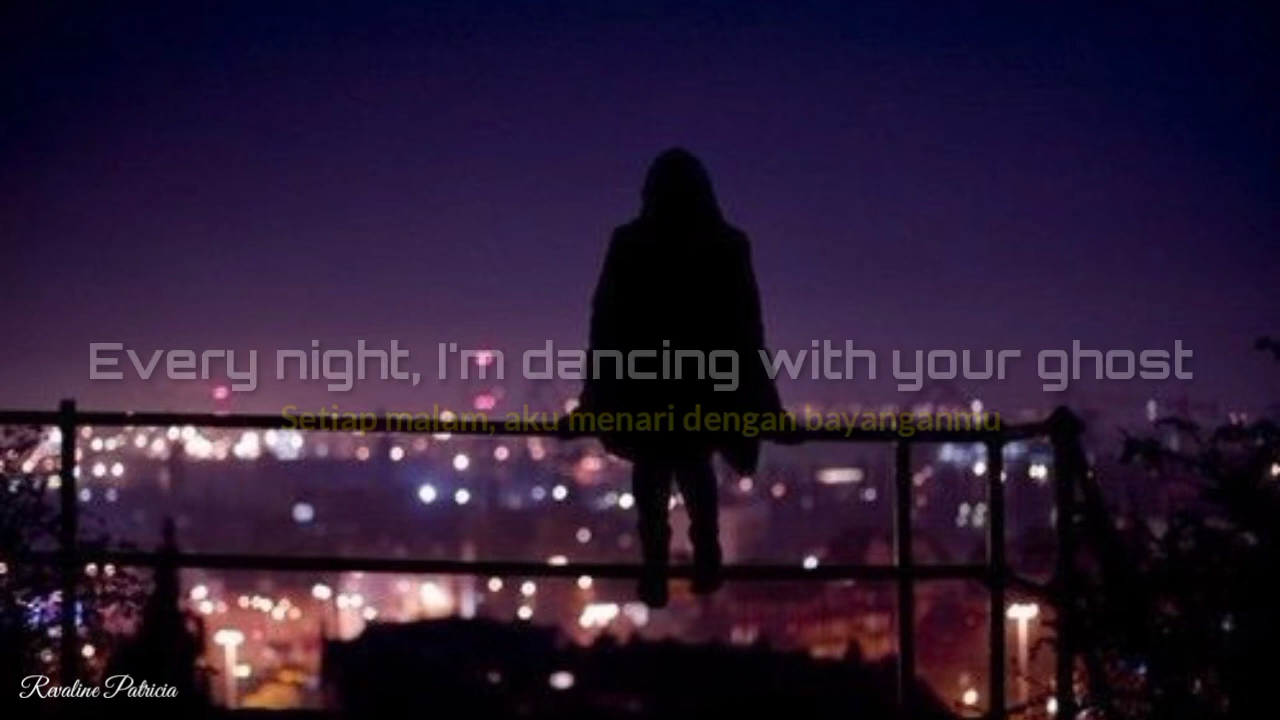 Every night, I'm dancing with your ghost
Setiap malam, aku menari dengan bayanganmu
Revaline Patricia